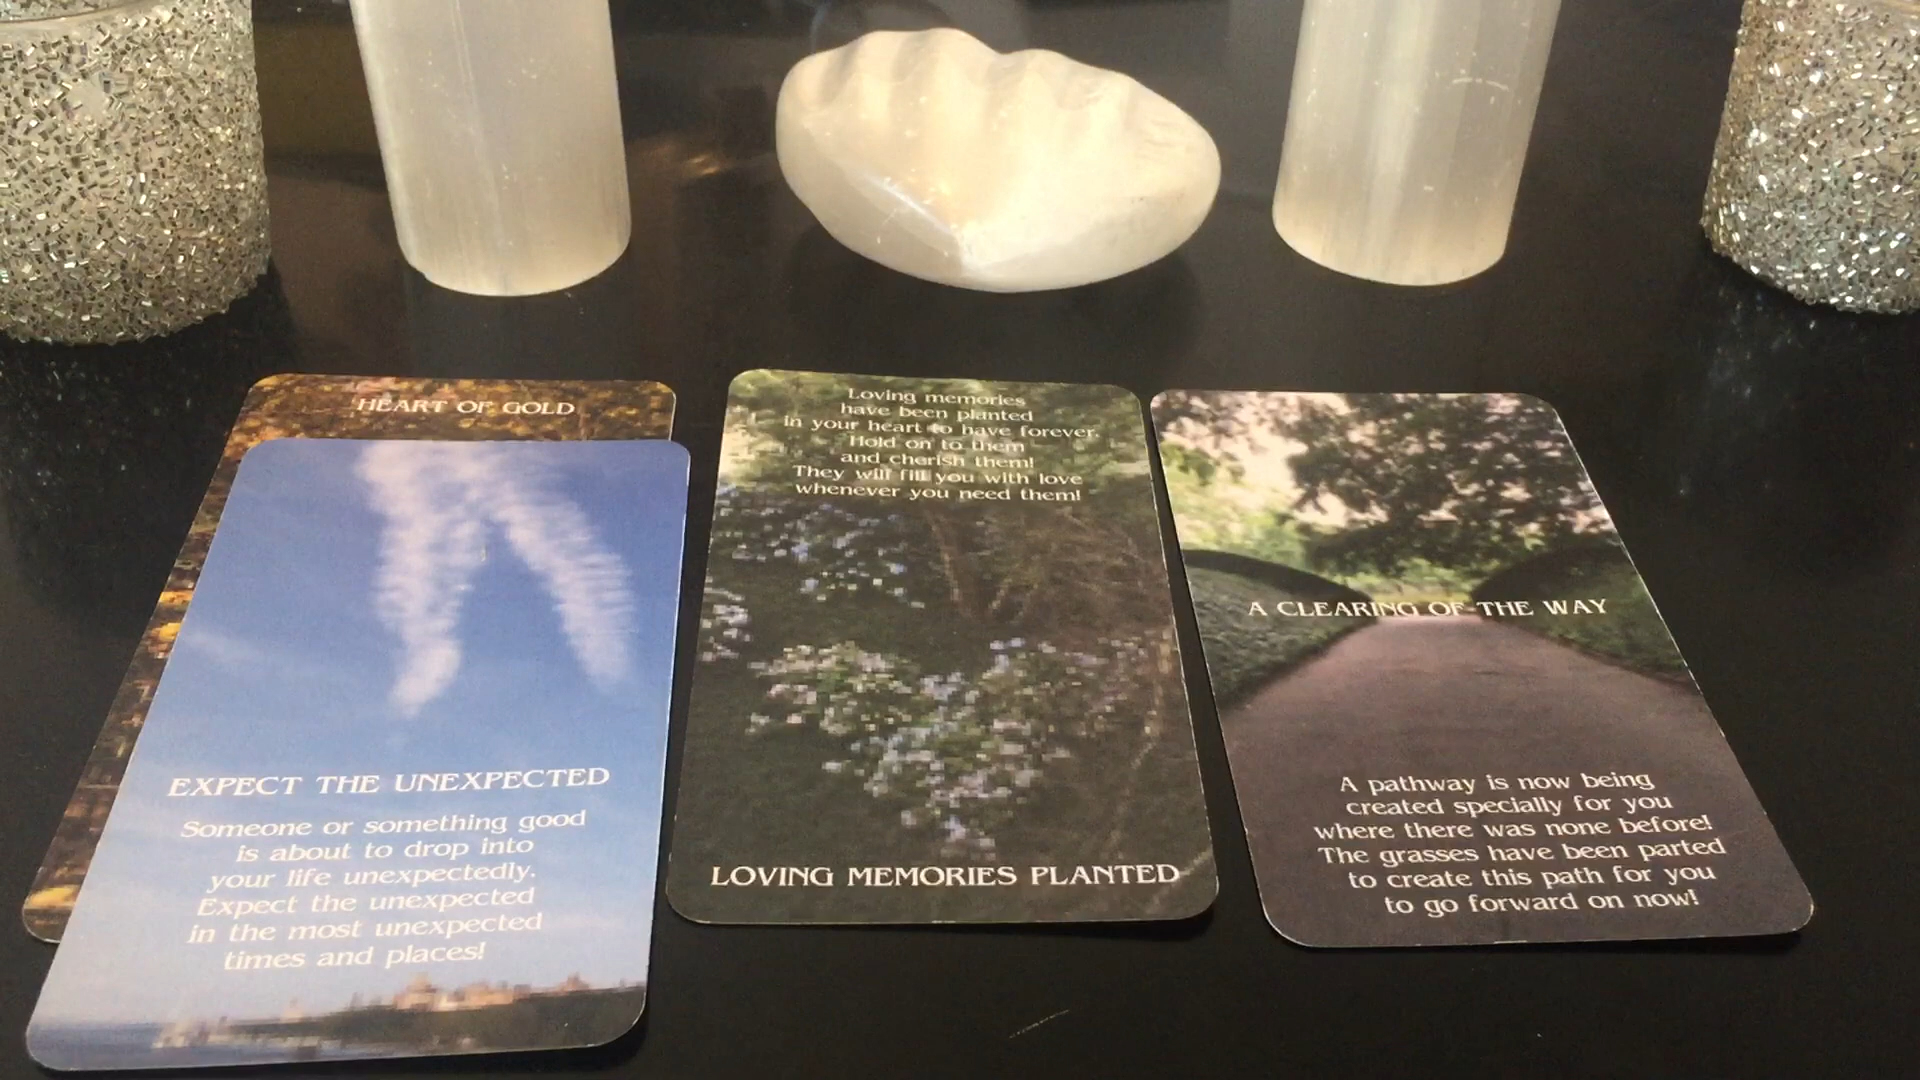 HEART OF GOLD
EXPECT THE UNEXPECTED
Someone or something good
is about to drop into
your life unexpectedly.
Expect the unexpected
in the most unexpected
times and places!
Loving memories
have been planted
in your heart to have forever.
Hold on to them
and cherish them!
They will fill you with love
whenever you need them!
LOVING MEMORIES PLANTED
A CLEARING OF THE WAY
A pathway is now being
created specially for you
where there was none before!
The grasses have been parted
to create this path for you
to go forward on now!